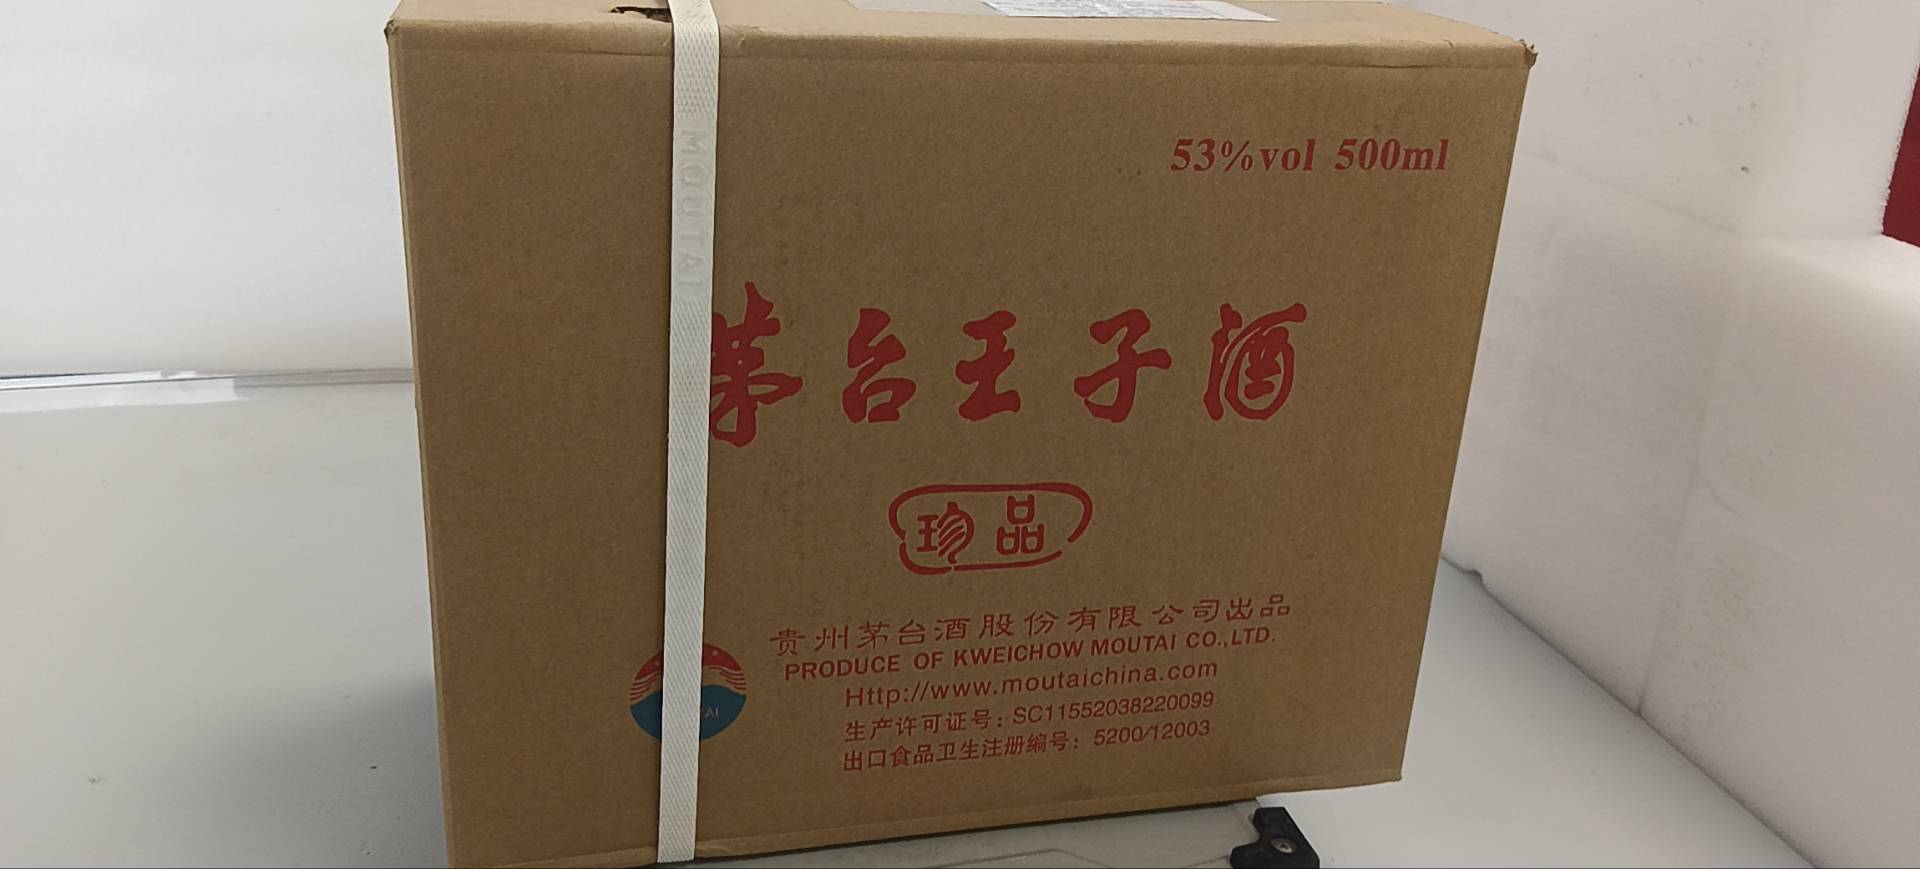 53%vol 500ml
MOUTAI
茅台王子酒
珍品
贵州茅台酒股份有限公司出品
PRODUCE OF KWEICHOW MOUTAI CO.,LTD.
Http://www.moutaichina.com
生产许可证号：SC11552038220099
出口食品卫生注册编号：5200/12003